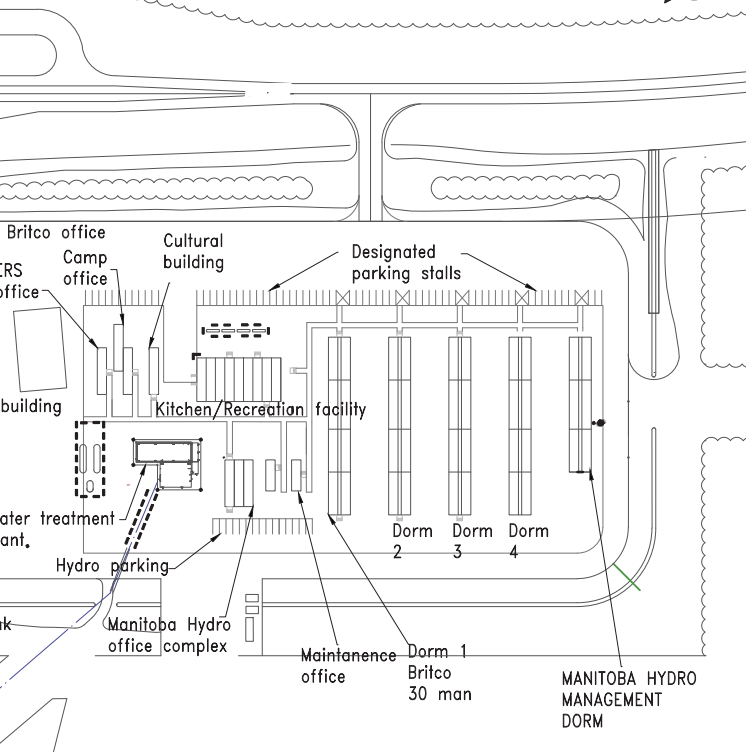 Britco office
Cultural
building
Camp
office
ERS
office
Designated
parking stalls
building
Kitchen/Recreation facility
ater treatment
ant.
Dorm
2
Dorm
3
Dorm
4
Hydro parking
Manitoba Hydro
office complex
Maintanence
office
Dorm 1
Britco
30 man
MANITOBA HYDRO
MANAGEMENT
DORM